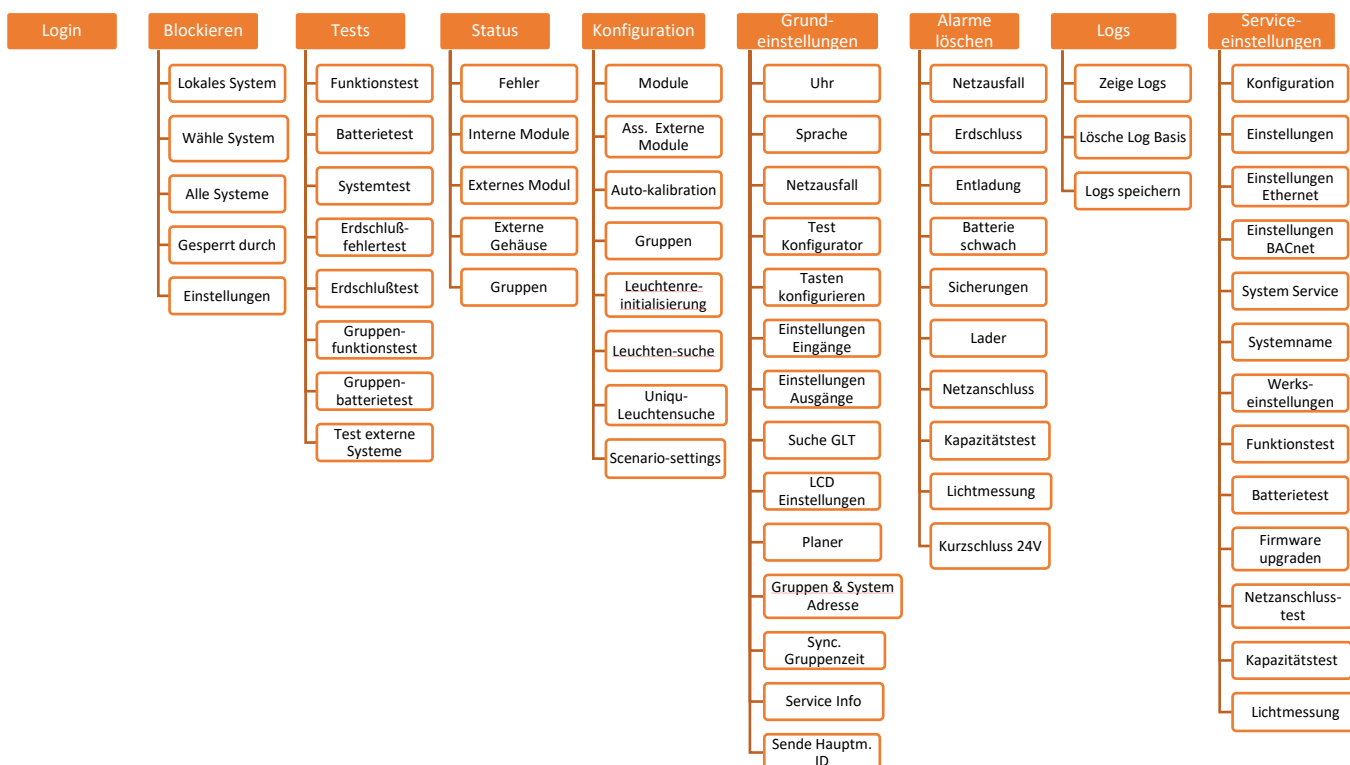 Login
Blockieren
Lokales System
Wähle System
Alle Systeme
Gesperrt durch
Einstellungen
Tests
Funktionstest
Batterietest
Systemtest
Erdschluß-
fehlertest
Erdschlußtest
Gruppen-
funktionstest
Gruppen-
batterietest
Test externe
Systeme
Status
Fehler
Interne Module
Externes Modul
Externe
Gehäuse
Gruppen
Konfiguration
Module
Ass. Externe
Module
Auto-kalibration
Gruppen
Leuchtenre-
initialisierung
Leuchten-suche
Uniqu-
Leuchtensuche
Scenario-settings
Grund-
einstellungen
Uhr
Sprache
Netzausfall
Test
Konfigurator
Tasten
konfigurieren
Einstellungen
Eingänge
Einstellungen
Ausgänge
Suche GLT
LCD
Einstellungen
Planer
Gruppen & System
Adresse
Sync.
Gruppenzeit
Service Info
Sende Hauptm.
ID
Alarme
löschen
Netzausfall
Erdschluss
Entladung
Batterie
schwach
Sicherungen
Lader
Netzanschluss
Kapazitätstest
Lichtmessung
Kurzschluss 24V
Logs
Zeige Logs
Lösche Log Basis
Logs speichern
Service-
einstellungen
Konfiguration
Einstellungen
Einstellungen
Ethernet
Einstellungen
BACnet
System Service
Systemname
Werks-
einstellungen
Funktionstest
Batterietest
Firmware
upgraden
Netzanschluss-
test
Kapazitätstest
Lichtmessung